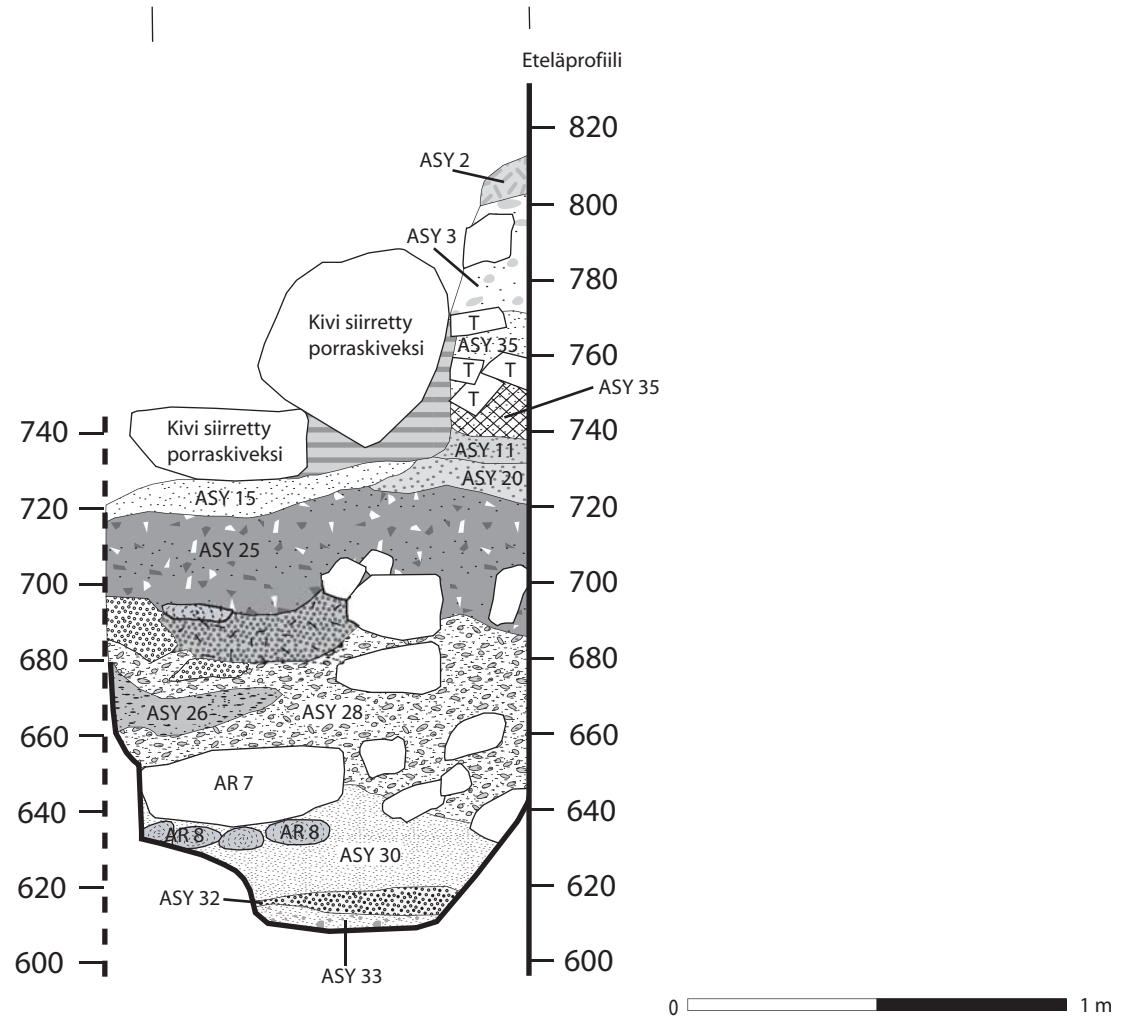 Eteläprofiili
820
ASY 2
800
ASY 3
780
Kivi siirretty
porraskiveksi
T
ASY 35
760
T
T
T
ASY 35
740
Kivi siirretty
porraskiveksi
740
ASY 11
ASY 20
ASY 15
720
720
ASY 25
700
700
680
680
ASY 26
ASY 28
660
660
AR 7
640
640
AR 8
AR 8
ASY 30
620
620
ASY 32
600
600
ASY 33
0
1 m